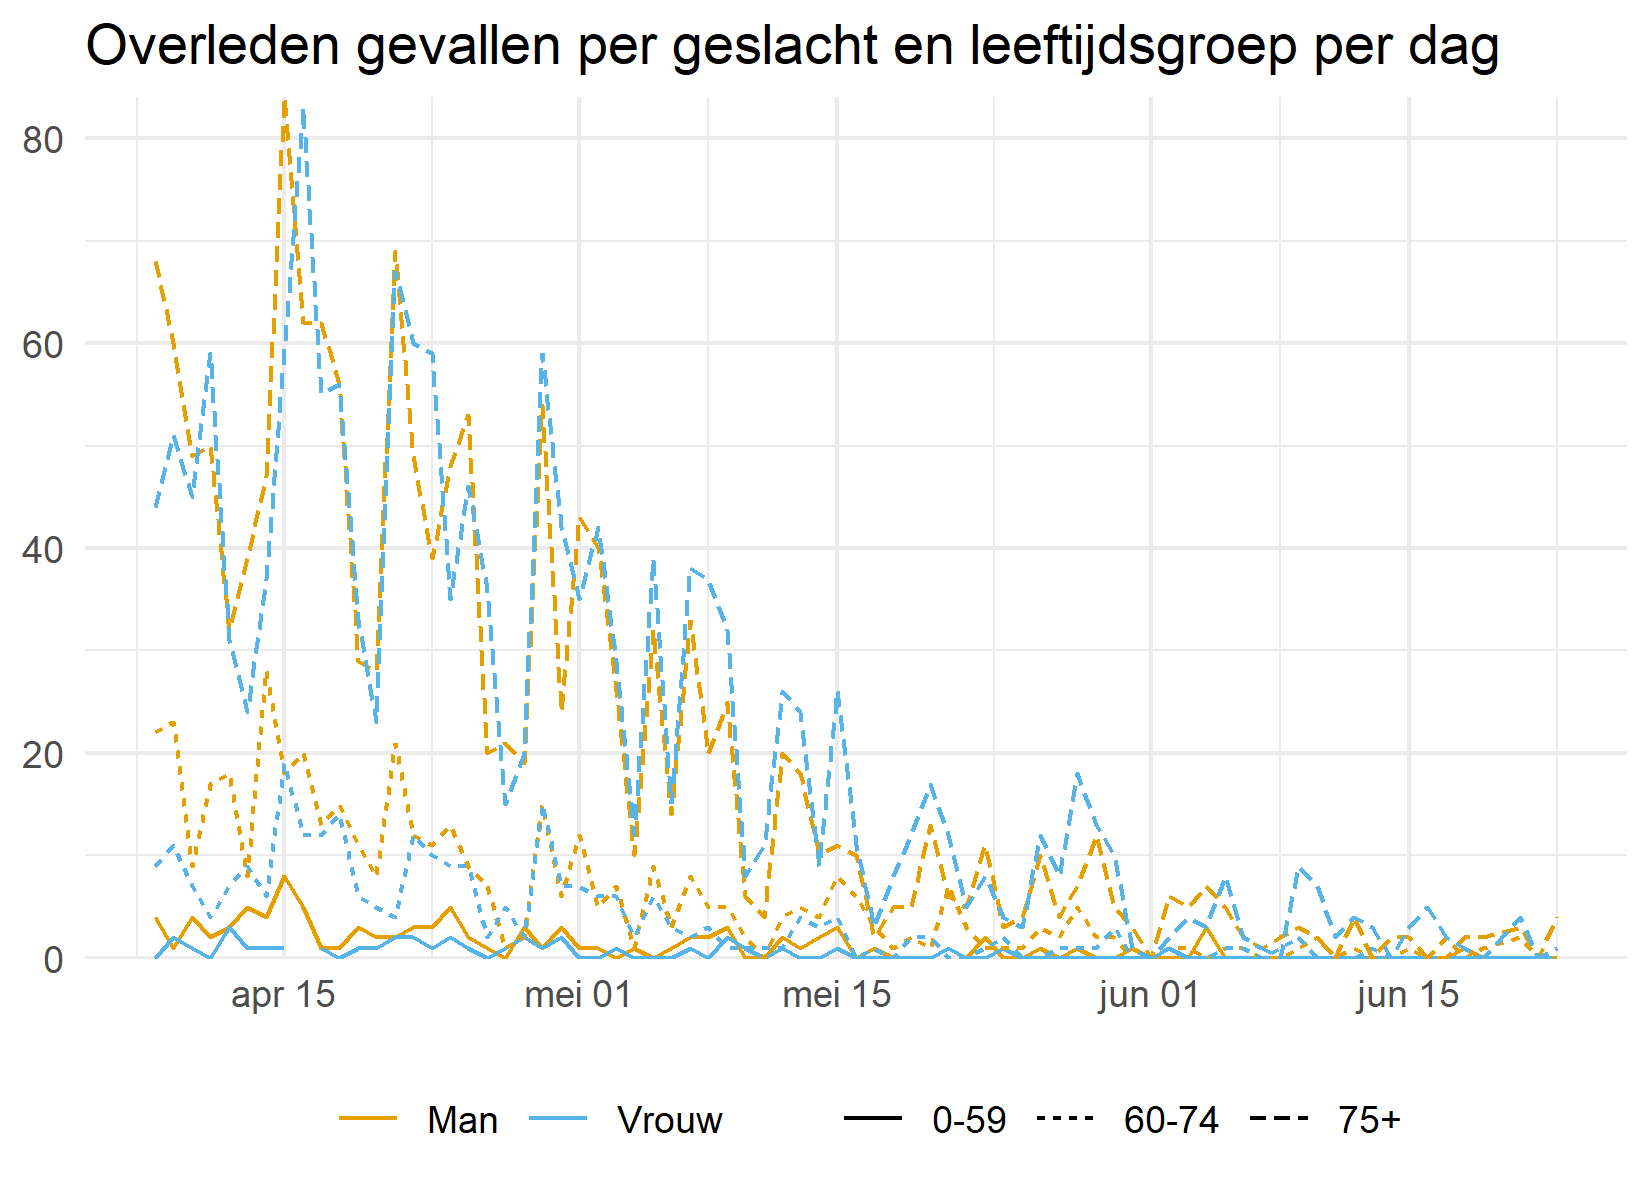 Overleden gevallen per geslacht en leeftijdsgroep per dag
80
60
40
20
0
apr 15 mei 01 mei 15 jun 01 jun 15
Man Vrouw 0-59 60-74 75+